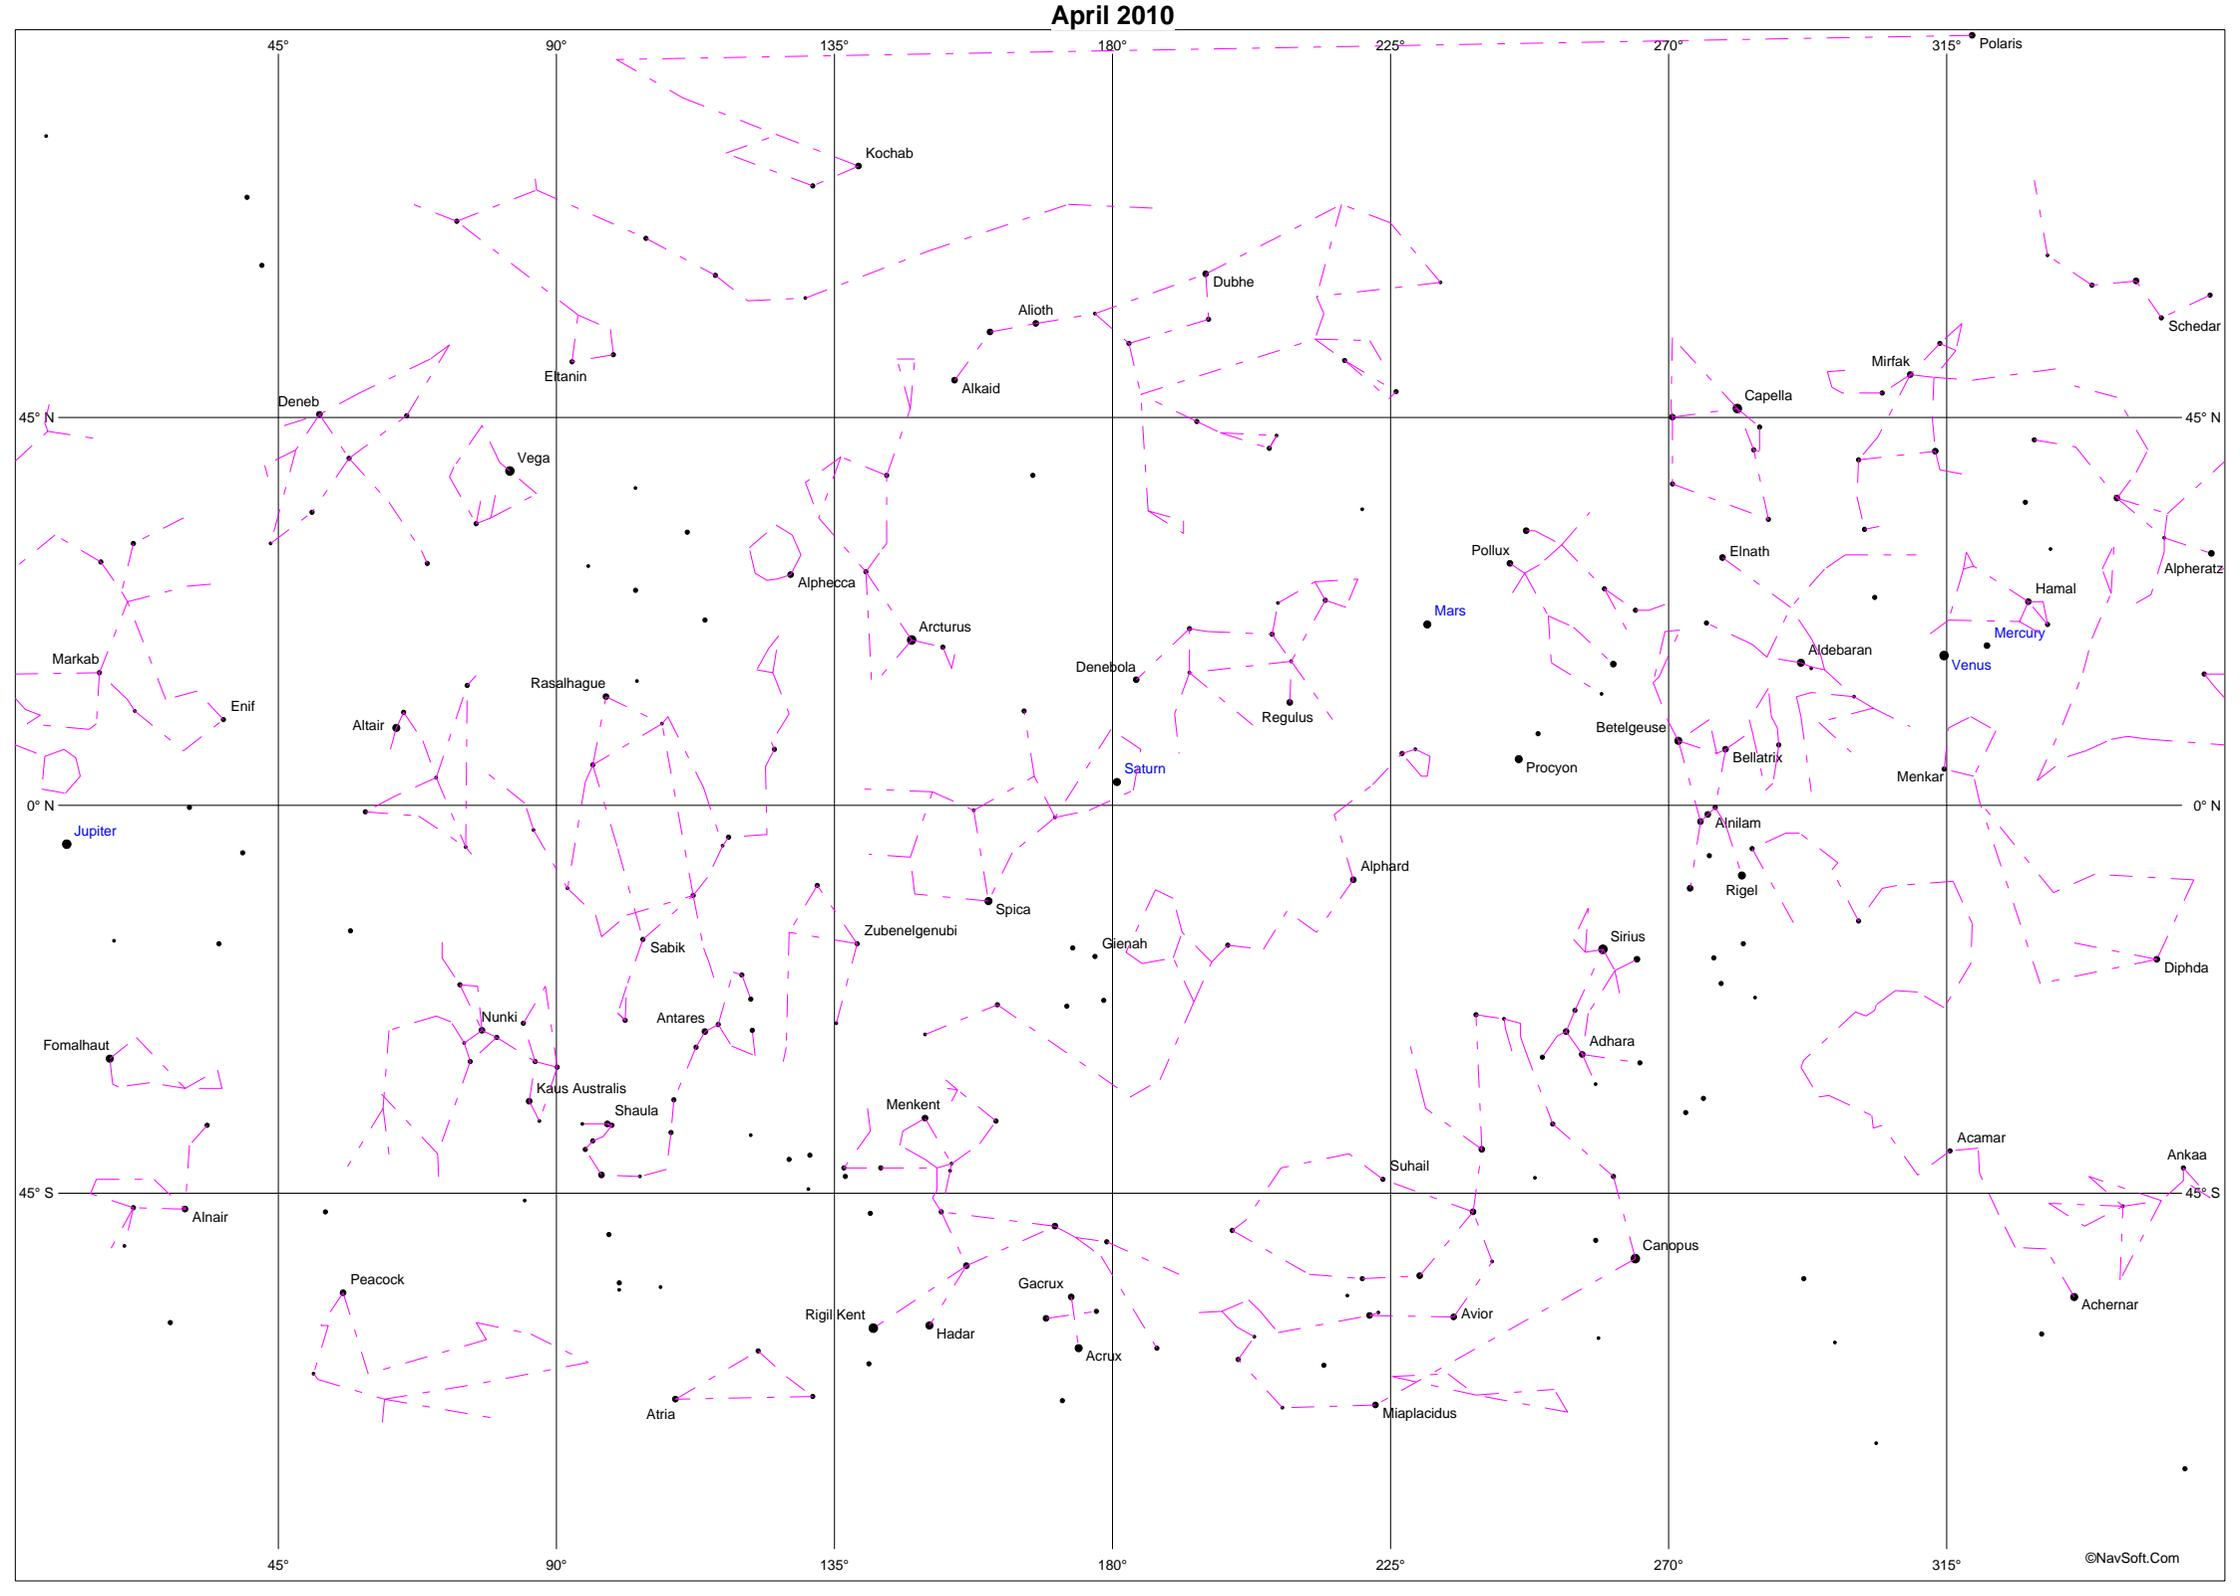 April 2010
45° 90° 135° 180° 225° 270° 315°
Polaris
Kochab
Dubhe
Alioth
Schedar
Mirfak
Eltanin
Alkaid
Capella
Deneb
45° N 45° N
Vega
Pollux
Elnath
Alphecca
Alpheratz
Hamal
Mars
Arcturus
Mercury
Markab
Denebola
Aldebaran
Venus
Rasalhague
Enif
Regulus
Altair
Betelgeuse
Bellatrix
Saturn
Procyon
Menkar
0° N 0° N
Jupiter
Alnilam
Alphard
Rigel
Spica
Zubenelgenubi
Sabik
Gienah
Sirius
Diphda
Nunki
Antares
Fomalhaut
Adhara
Kaus Australis
Shaula
Menkent
Acamar
Suhail
Ankaa
45° S 45° S
Alnair
Canopus
Peacock
Gacrux
Achernar
Rigil Kent
Avior
Hadar
Acrux
Atria
Miaplacidus
©NavSoft.Com
45° 90° 135° 180° 225° 270° 315°